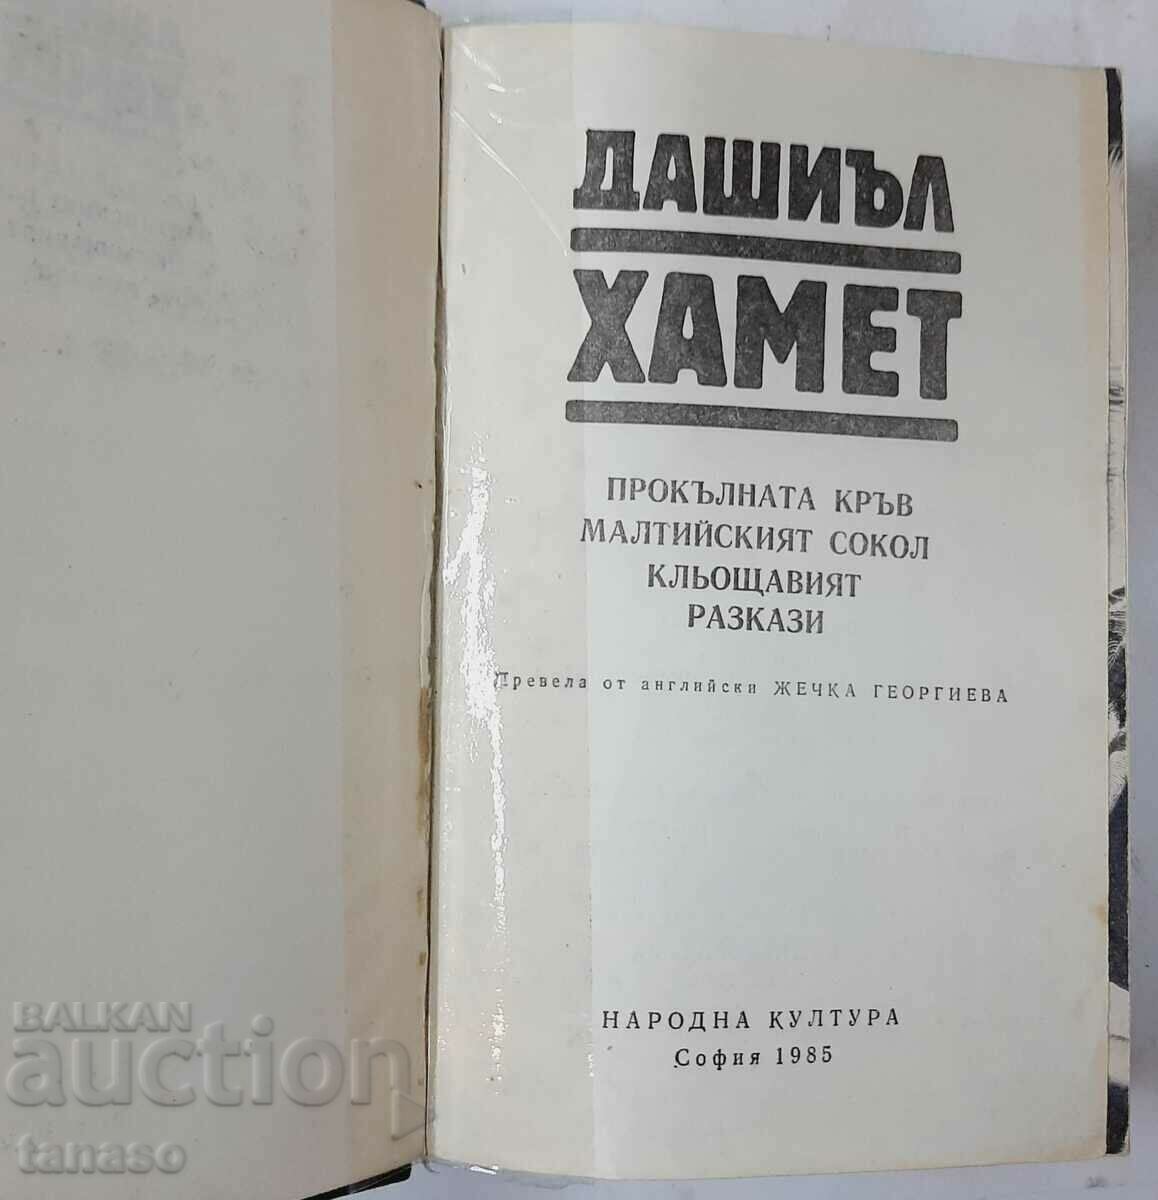 ДАШИЪЛ
ХАМЕТ
ПРОКЪЛНАТА КРЪВ
МАЛТИЙСКИЯТ СОКОЛ
КЛЬОЩАВИЯТ
РАЗКАЗИ
Превела от английски ЖЕЧКА ГЕОРГИЕВА
НАРОДНА КУЛТУРА
София 1985
BALKAN
auction
tanaso